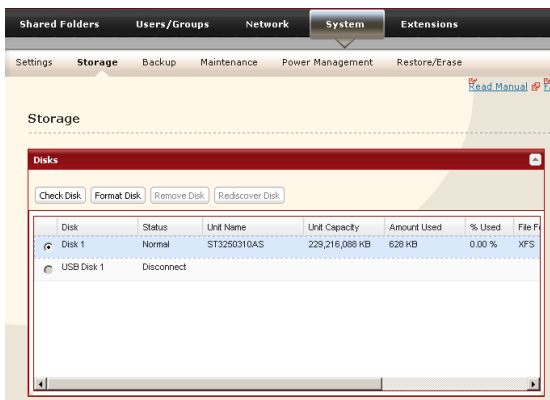 Shared Folders Users/Groups Network System Extensions
Settings Storage Backup Maintenance Power Management Restore/Erase
Read Manual
Storage
Disks
Check Disk Format Disk Remove Disk Rediscover Disk
Disk Status Unit Name Unit Capacity Amount Used % Used File
Disk 1 Normal ST3250310AS 229,216,088 KB 628 KB 0.00 % XFS
USB Disk 1 Disconnect